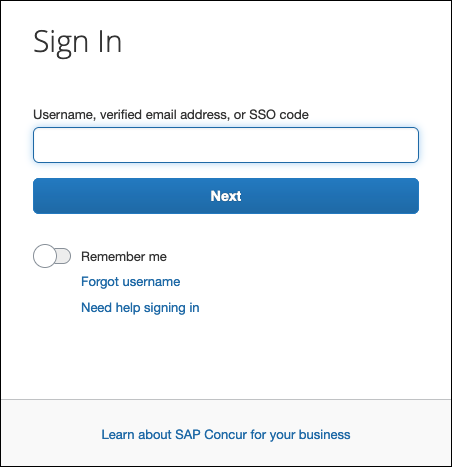 Sign In
Username, verified email address, or SSO code
Next
Remember me
Forgot username
Need help signing in
Learn about SAP Concur for your business